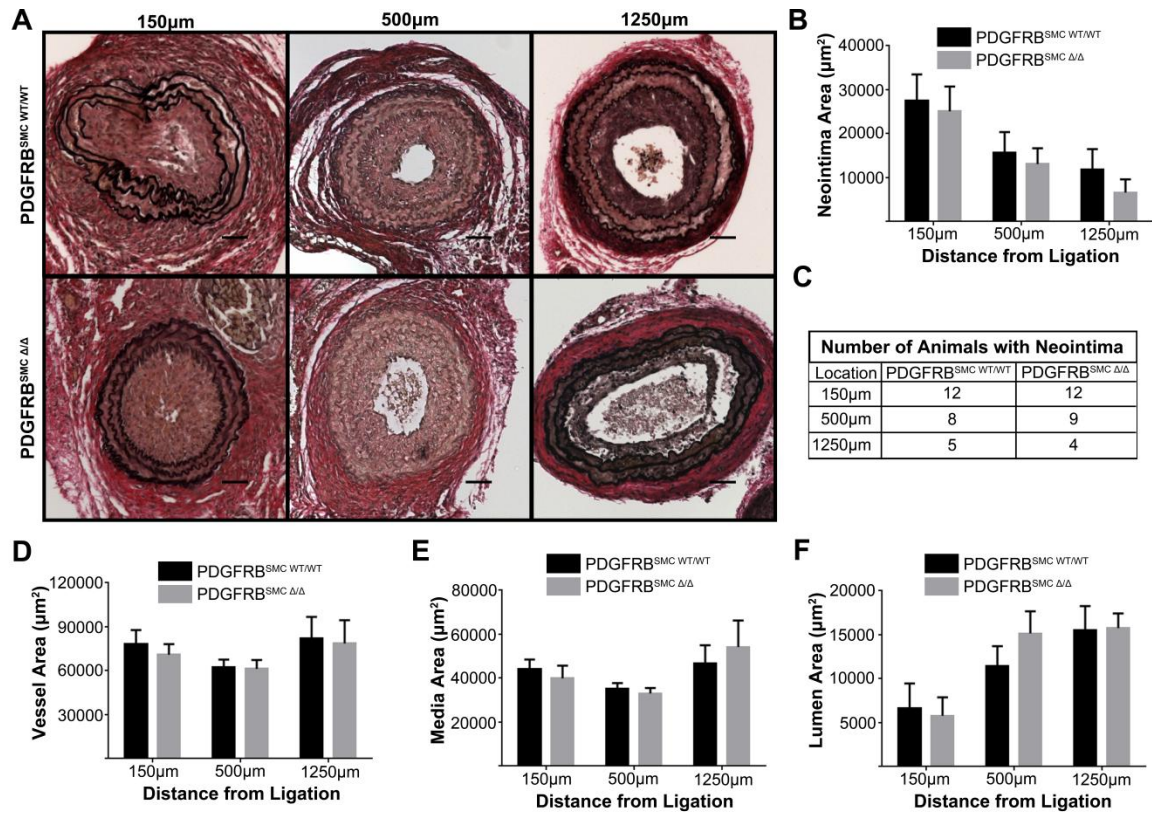 A
150µm
500µm
1250µm
PDGFRB^SMC WT/WT
PDGFRB^SMC Δ/Δ
B
PDGFRB^SMC WT/WT
PDGFRB^SMC Δ/Δ
Neointima Area (µm²)
40000
30000
20000
10000
150µm 500µm 1250µm
Distance from Ligation
C
Number of Animals with Neointima
Location PDGFRB^SMC WT/WT PDGFRB^SMC Δ/Δ
150µm 12 12
500µm 8 9
1250µm 5 4
D
PDGFRB^SMC WT/WT
PDGFRB^SMC Δ/Δ
Vessel Area (µm²)
120000
90000
60000
30000
150µm 500µm 1250µm
Distance from Ligation
E
PDGFRB^SMC WT/WT
PDGFRB^SMC Δ/Δ
Media Area (µm²)
80000
60000
40000
20000
150µm 500µm 1250µm
Distance from Ligation
F
PDGFRB^SMC WT/WT
PDGFRB^SMC Δ/Δ
Lumen Area (µm²)
20000
15000
10000
5000
150µm 500µm 1250µm
Distance from Ligation